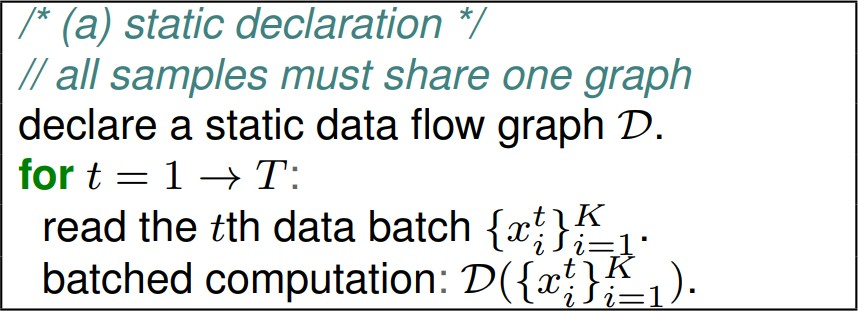 /* (a) static declaration */
// all samples must share one graph
declare a static data flow graph 𝒟.
for t = 1 → T:
read the tth data batch {x_i^t}_{i=1}^K.
batched computation: 𝒟({x_i^t}_{i=1}^K).